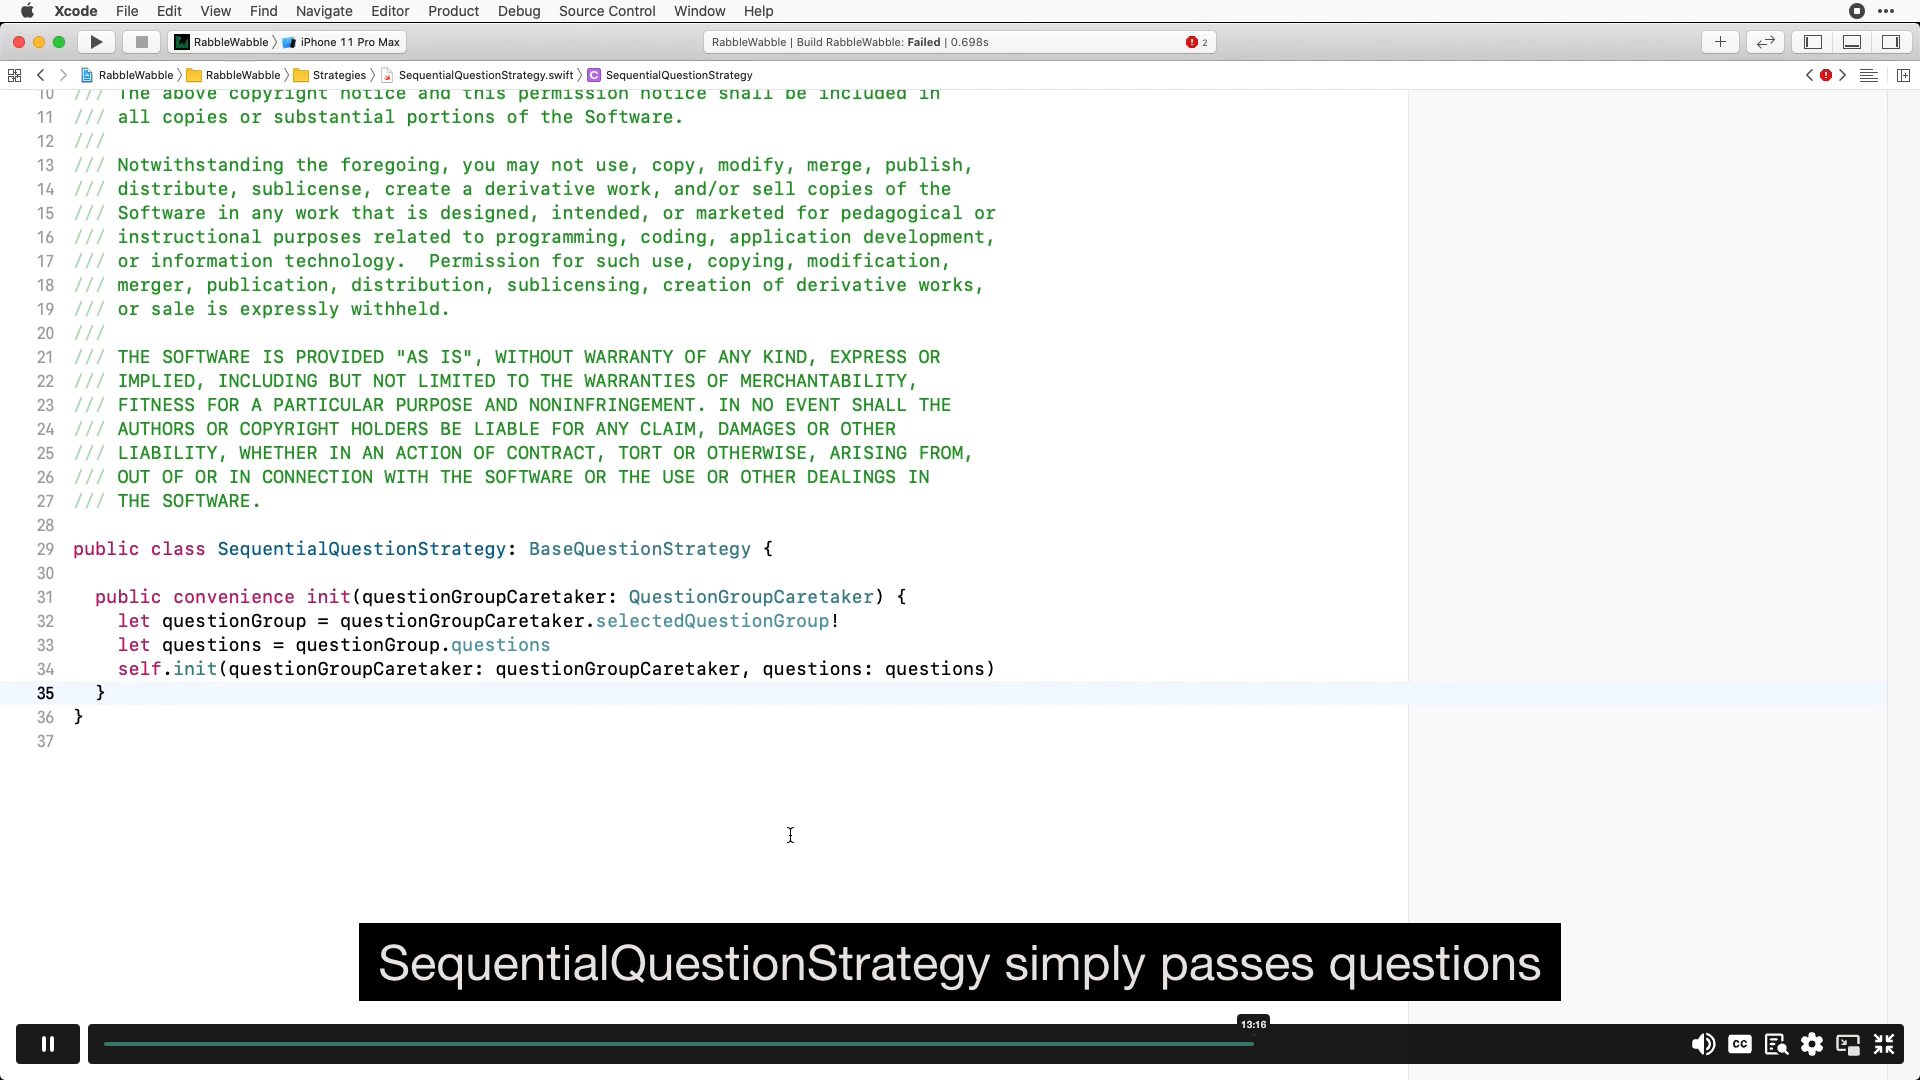 Xcode File Edit View Find Navigate Editor Product Debug Source Control Window Help
RabbleWabble iPhone 11 Pro Max RabbleWabble | Build RabbleWabble: Failed | 0.698s 2
RabbleWabble RabbleWabble Strategies SequentialQuestionStrategy.swift C SequentialQuestionStrategy
10 /// The above copyright notice and this permission notice shall be included in
11 /// all copies or substantial portions of the Software.
12 ///
13 /// Notwithstanding the foregoing, you may not use, copy, modify, merge, publish,
14 /// distribute, sublicense, create a derivative work, and/or sell copies of the
15 /// Software in any work that is designed, intended, or marketed for pedagogical or
16 /// instructional purposes related to programming, coding, application development,
17 /// or information technology.  Permission for such use, copying, modification,
18 /// merger, publication, distribution, sublicensing, creation of derivative works,
19 /// or sale is expressly withheld.
20 ///
21 /// THE SOFTWARE IS PROVIDED "AS IS", WITHOUT WARRANTY OF ANY KIND, EXPRESS OR
22 /// IMPLIED, INCLUDING BUT NOT LIMITED TO THE WARRANTIES OF MERCHANTABILITY,
23 /// FITNESS FOR A PARTICULAR PURPOSE AND NONINFRINGEMENT. IN NO EVENT SHALL THE
24 /// AUTHORS OR COPYRIGHT HOLDERS BE LIABLE FOR ANY CLAIM, DAMAGES OR OTHER
25 /// LIABILITY, WHETHER IN AN ACTION OF CONTRACT, TORT OR OTHERWISE, ARISING FROM,
26 /// OUT OF OR IN CONNECTION WITH THE SOFTWARE OR THE USE OR OTHER DEALINGS IN
27 /// THE SOFTWARE.
28
29 public class SequentialQuestionStrategy: BaseQuestionStrategy {
30
31   public convenience init(questionGroupCaretaker: QuestionGroupCaretaker) {
32     let questionGroup = questionGroupCaretaker.selectedQuestionGroup!
33     let questions = questionGroup.questions
34     self.init(questionGroupCaretaker: questionGroupCaretaker, questions: questions)
35   }
36 }
37
SequentialQuestionStrategy simply passes questions
13:16
CC